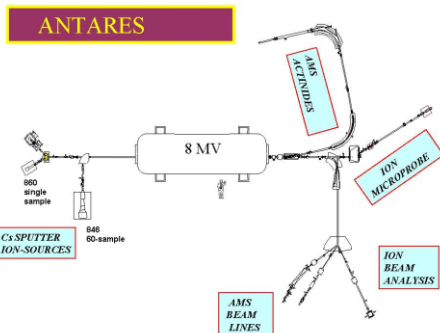 ANTARES
AMS
ACTINIDES
8 MV
ION
MICROPROBE
860
single
sample
846
60-sample
Cs SPUTTER
ION-SOURCES
ION
BEAM
ANALYSIS
AMS
BEAM
LINES